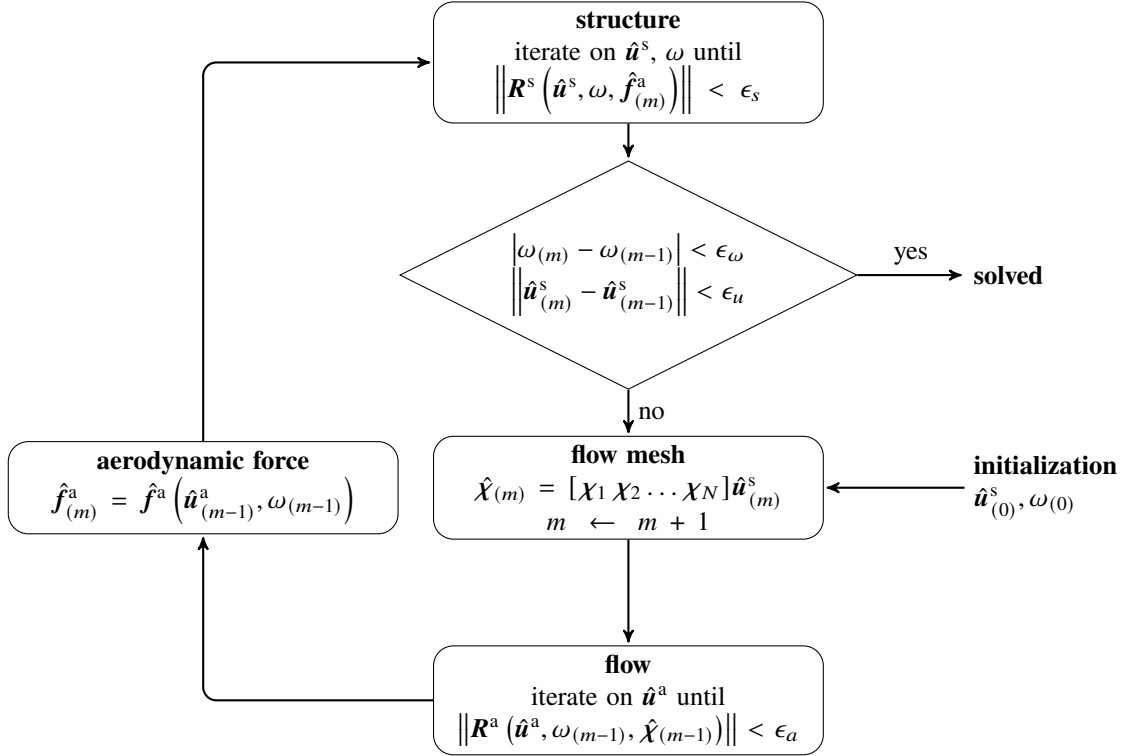 structure
iterate on û^s, ω until
‖R^s (û^s, ω, f̂^a_(m))‖ < ϵ_s
|ω_(m) − ω_(m−1)| < ϵ_ω
‖û^s_(m) − û^s_(m−1)‖ < ϵ_u
yes
solved
no
aerodynamic force
f̂^a_(m) = f̂^a (û^a_(m−1), ω_(m−1))
flow mesh
χ̂_(m) = [χ_1 χ_2 … χ_N]û^s_(m)
m ← m + 1
initialization
û^s_(0), ω_(0)
flow
iterate on û^a until
‖R^a (û^a, ω_(m−1), χ̂_(m−1))‖ < ϵ_a